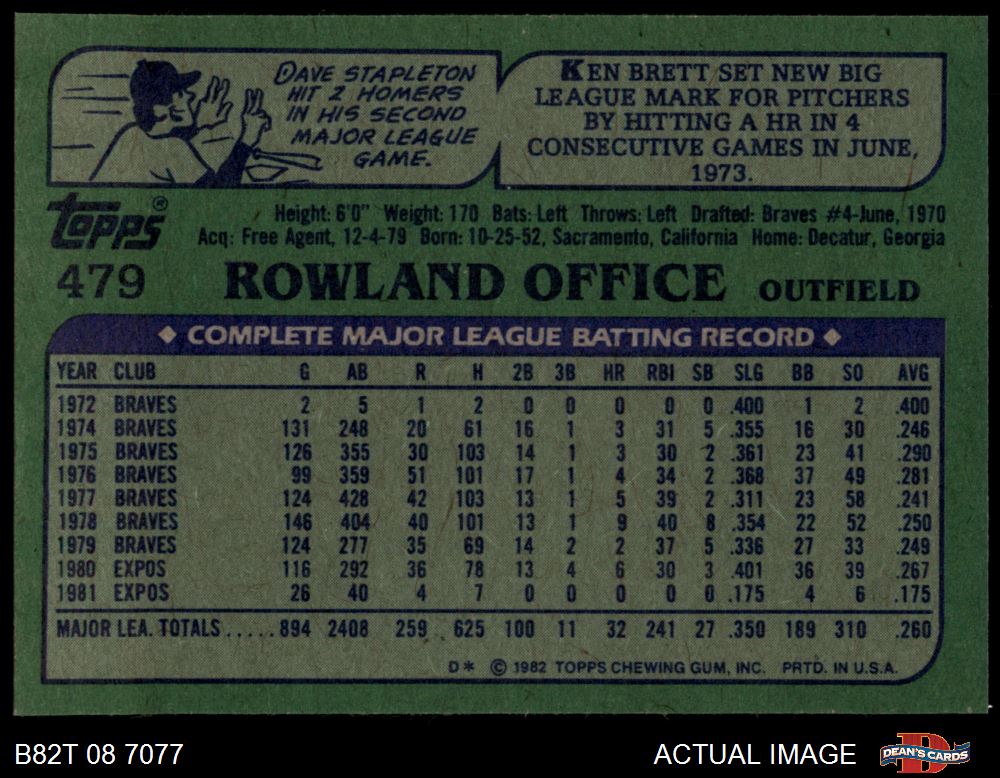 DAVE STAPLETON
HIT 2 HOMERS
IN HIS SECOND
MAJOR LEAGUE
GAME.
KEN BRETT SET NEW BIG
LEAGUE MARK FOR PITCHERS
BY HITTING A HR IN 4
CONSECUTIVE GAMES IN JUNE,
1973.
Topps®
Height: 6'0" Weight: 170 Bats: Left Throws: Left Drafted: Braves #4-June, 1970
Acq: Free Agent, 12-4-79 Born: 10-25-52, Sacramento, California Home: Decatur, Georgia
479 ROWLAND OFFICE OUTFIELD
◆ COMPLETE MAJOR LEAGUE BATTING RECORD ◆
YEAR CLUB G AB R H 2B 3B HR RBI SB SLG BB SO AVG
1972 BRAVES 2 5 1 2 0 0 0 0 0 .400 1 2 .400
1974 BRAVES 131 248 20 61 16 1 3 31 5 .355 16 30 .246
1975 BRAVES 126 355 30 103 14 1 3 30 2 .361 23 41 .290
1976 BRAVES 99 359 51 101 17 1 4 34 2 .368 37 49 .281
1977 BRAVES 124 428 42 103 13 1 5 39 2 .311 23 58 .241
1978 BRAVES 146 404 40 101 13 1 9 40 8 .354 22 52 .250
1979 BRAVES 124 277 35 69 14 2 2 37 5 .336 27 33 .249
1980 EXPOS 116 292 36 78 13 4 6 30 3 .401 36 39 .267
1981 EXPOS 26 40 4 7 0 0 0 0 0 .175 4 6 .175
MAJOR LEA. TOTALS.....894 2408 259 625 100 11 32 241 27 .350 189 310 .260
D* © 1982 TOPPS CHEWING GUM, INC. PRTD. IN U.S.A.
B82T 08 7077 ACTUAL IMAGE DEAN'S CARDS